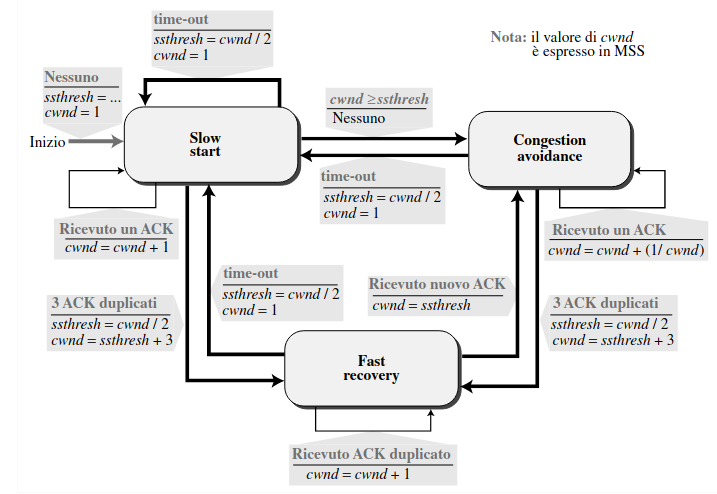 time-out
ssthresh = cwnd / 2
cwnd = 1
Nota: il valore di cwnd
è espresso in MSS
Nessuno
ssthresh = ...
cwnd = 1
Inizio
Slow
start
cwnd ≥ssthresh
Nessuno
Congestion
avoidance
time-out
ssthresh = cwnd / 2
cwnd = 1
Ricevuto un ACK
cwnd = cwnd + 1
Ricevuto un ACK
cwnd = cwnd + (1/ cwnd)
time-out
ssthresh = cwnd / 2
cwnd = 1
Ricevuto nuovo ACK
cwnd = ssthresh
3 ACK duplicati
ssthresh = cwnd / 2
cwnd = ssthresh + 3
3 ACK duplicati
ssthresh = cwnd / 2
cwnd = ssthresh + 3
Fast
recovery
Ricevuto ACK duplicato
cwnd = cwnd + 1